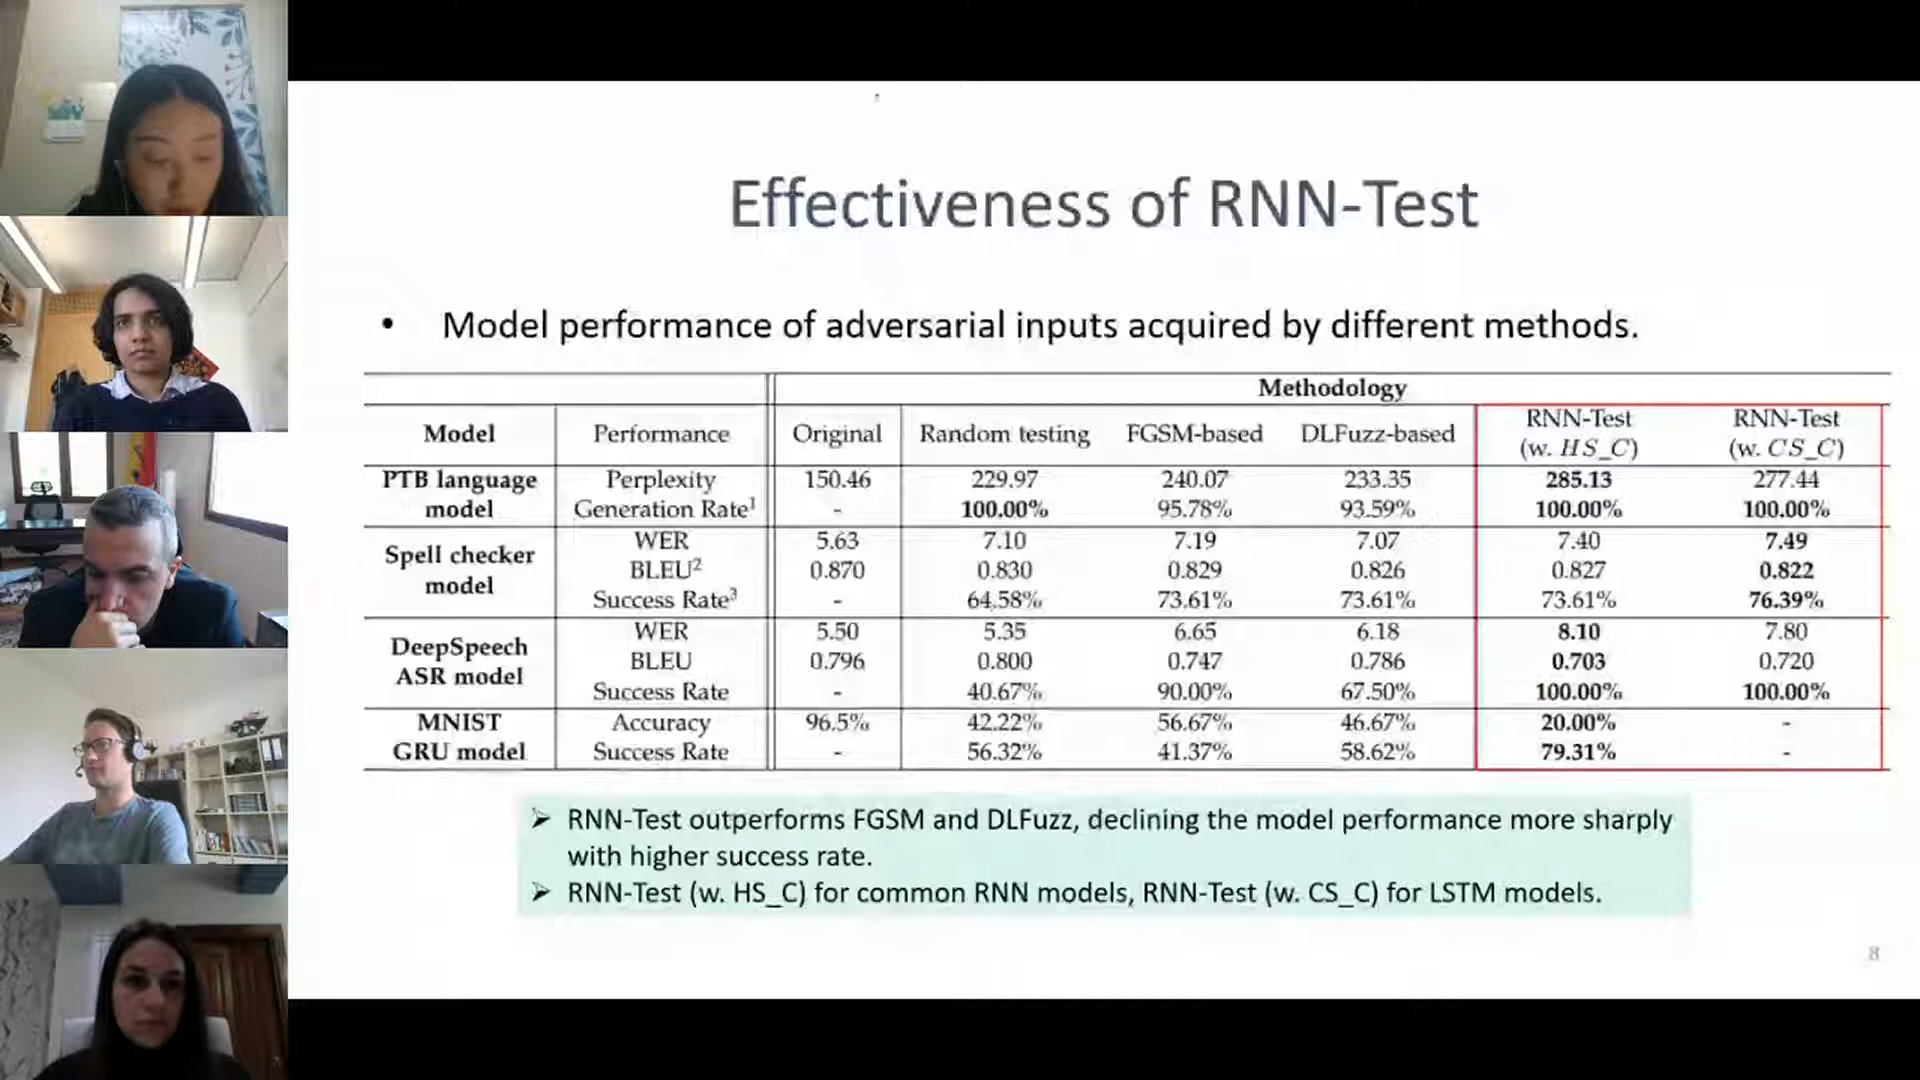 Effectiveness of RNN-Test
• Model performance of adversarial inputs acquired by different methods.
Methodology
Model Performance Original Random testing FGSM-based DLFuzz-based RNN-Test (w. HS_C) RNN-Test (w. CS_C)
PTB language model Perplexity 150.46 229.97 240.07 233.35 285.13 277.44
Generation Rate¹ - 100.00% 95.78% 93.59% 100.00% 100.00%
Spell checker model WER 5.63 7.10 7.19 7.07 7.40 7.49
BLEU² 0.870 0.830 0.829 0.826 0.827 0.822
Success Rate³ - 64.58% 73.61% 73.61% 73.61% 76.39%
DeepSpeech ASR model WER 5.50 5.35 6.65 6.18 8.10 7.80
BLEU 0.796 0.800 0.747 0.786 0.703 0.720
Success Rate - 40.67% 90.00% 67.50% 100.00% 100.00%
MNIST GRU model Accuracy 96.5% 42.22% 56.67% 46.67% 20.00% -
Success Rate - 56.32% 41.37% 58.62% 79.31% -
➢ RNN-Test outperforms FGSM and DLFuzz, declining the model performance more sharply
with higher success rate.
➢ RNN-Test (w. HS_C) for common RNN models, RNN-Test (w. CS_C) for LSTM models.
8